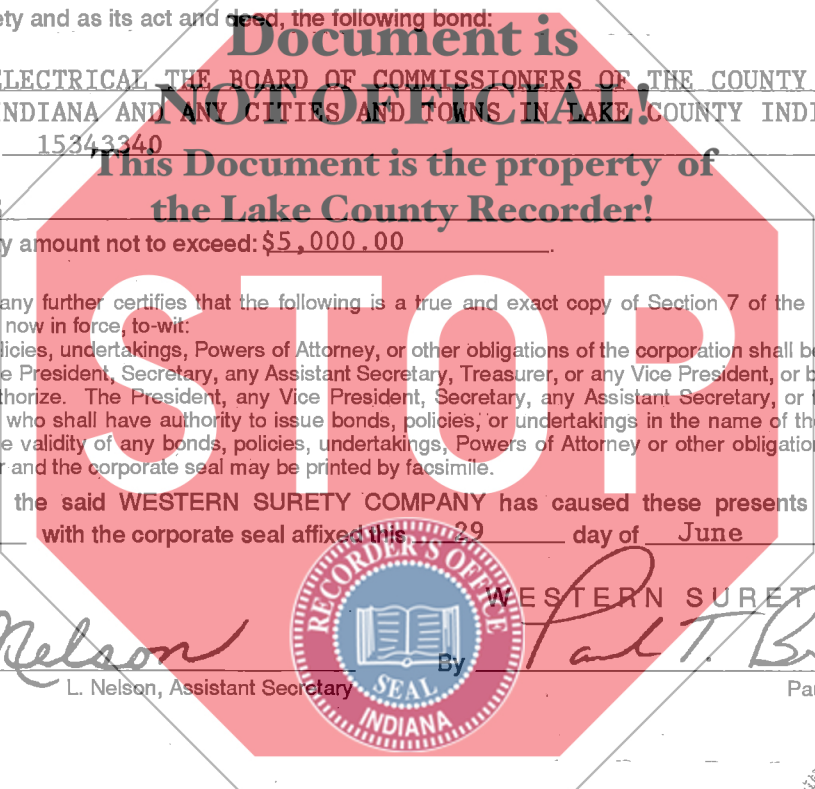 ety and as its act and deed, the following bond:
Document is
ELECTRICAL THE BOARD OF COMMISSIONERS OF THE COUNTY
NOT OFFICIAL!
INDIANA AND ANY CITIES AND TOWNS IN LAKE COUNTY INDI
15343340
This Document is the property of
the Lake County Recorder!
y amount not to exceed: $5,000.00.
STOP
any further certifies that the following is a true and exact copy of Section 7 of the
now in force, to-wit:
licies, undertakings, Powers of Attorney, or other obligations of the corporation shall be
e President, Secretary, any Assistant Secretary, Treasurer, or any Vice President, or b
thorize. The President, any Vice President, Secretary, any Assistant Secretary, or
who shall have authority to issue bonds, policies, or undertakings in the name of the
e validity of any bonds, policies, undertakings, Powers of Attorney or other obligation
r and the corporate seal may be printed by facsimile.
the said WESTERN SURETY COMPANY has caused these presents
with the corporate seal affixed this 29 day of June
RECORDER'S OFFICE
SEAL
INDIANA
WESTERN SURET
Nelson
By Paul T. Br
L. Nelson, Assistant Secretary
Pau